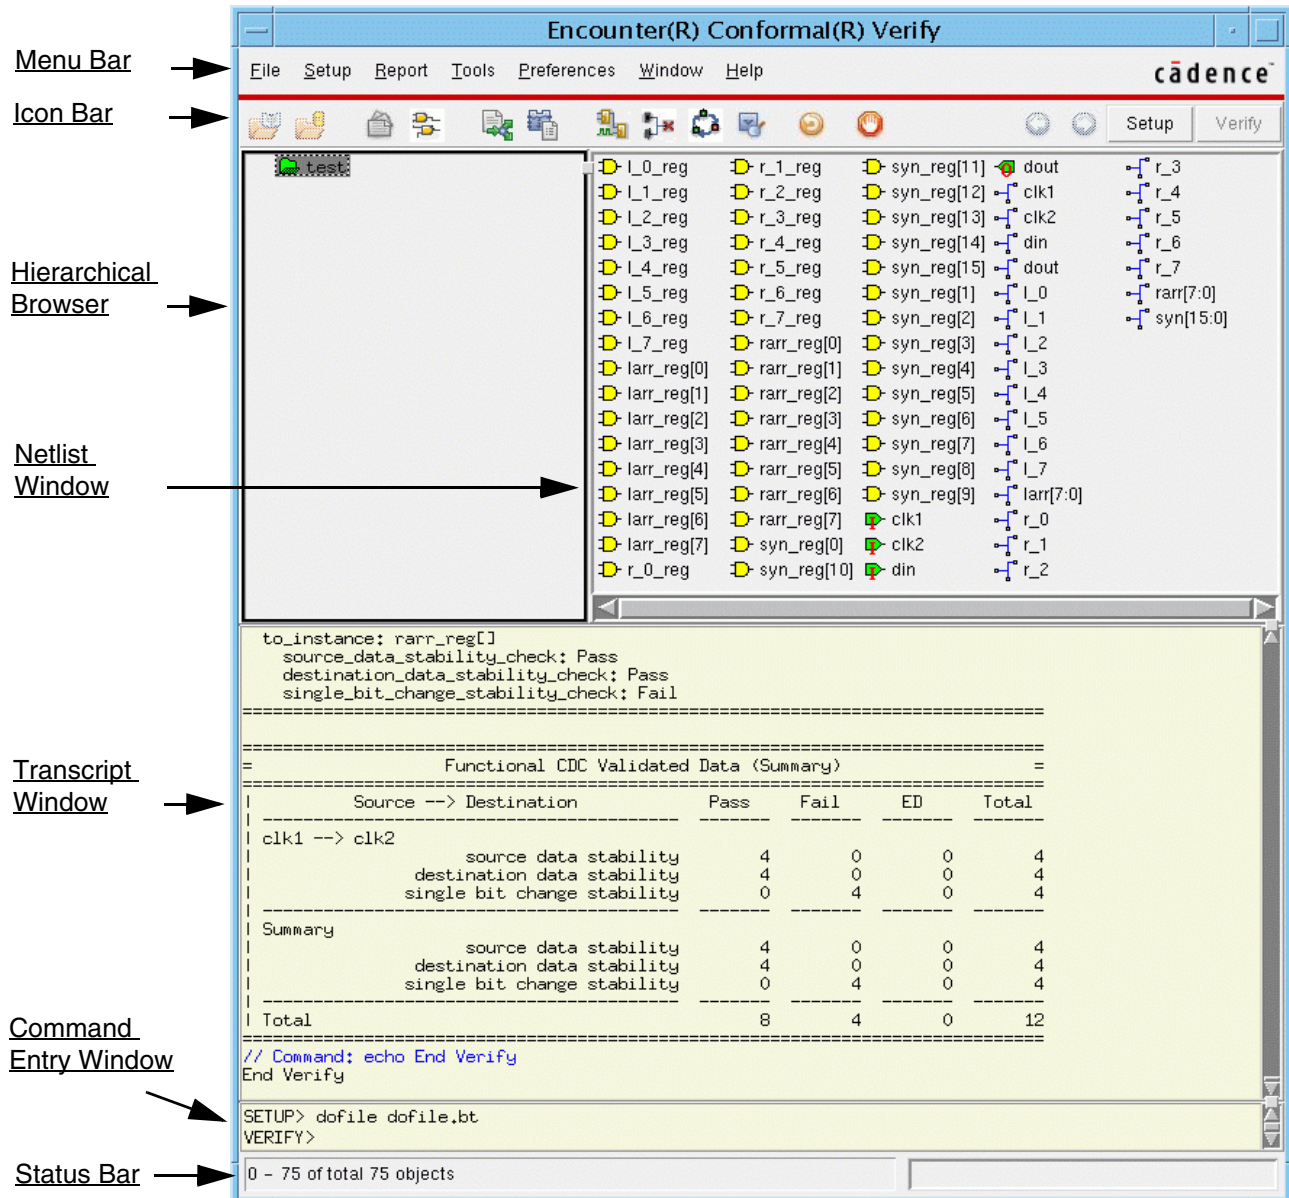 Encounter(R) Conformal(R) Verify
Menu Bar
File Setup Report Tools Preferences Window Help
cādence™
Icon Bar
Setup Verify
test
Hierarchical
Browser
Netlist
Window
l_0_reg r_1_reg syn_reg[11] dout r_3
l_1_reg r_2_reg syn_reg[12] clk1 r_4
l_2_reg r_3_reg syn_reg[13] clk2 r_5
l_3_reg r_4_reg syn_reg[14] din r_6
l_4_reg r_5_reg syn_reg[15] dout r_7
l_5_reg r_6_reg syn_reg[1] l_0 rarr[7:0]
l_6_reg r_7_reg syn_reg[2] l_1 syn[15:0]
l_7_reg rarr_reg[0] syn_reg[3] l_2
larr_reg[0] rarr_reg[1] syn_reg[4] l_3
larr_reg[1] rarr_reg[2] syn_reg[5] l_4
larr_reg[2] rarr_reg[3] syn_reg[6] l_5
larr_reg[3] rarr_reg[4] syn_reg[7] l_6
larr_reg[4] rarr_reg[5] syn_reg[8] l_7
larr_reg[5] rarr_reg[6] syn_reg[9] larr[7:0]
larr_reg[6] rarr_reg[7] clk1 r_0
larr_reg[7] syn_reg[0] clk2 r_1
r_0_reg syn_reg[10] din r_2
Transcript
Window
to_instance: rarr_reg[]
source_data_stability_check: Pass
destination_data_stability_check: Pass
single_bit_change_stability_check: Fail
===============================================================================
===============================================================================
= Functional CDC Validated Data (Summary) =
===============================================================================
| Source --> Destination Pass Fail ED Total
| ----------------------------------------- ------- ------- ------- -------
| clk1 --> clk2
| source data stability 4 0 0 4
| destination data stability 4 0 0 4
| single bit change stability 0 4 0 4
| ----------------------------------------- ------- ------- ------- -------
| Summary
| source data stability 4 0 0 4
| destination data stability 4 0 0 4
| single bit change stability 0 4 0 4
| ----------------------------------------- ------- ------- ------- -------
| Total 8 4 0 12
===============================================================================
// Command: echo End Verify
End Verify
Command
Entry Window
SETUP> dofile dofile.bt
VERIFY>
Status Bar
0 – 75 of total 75 objects